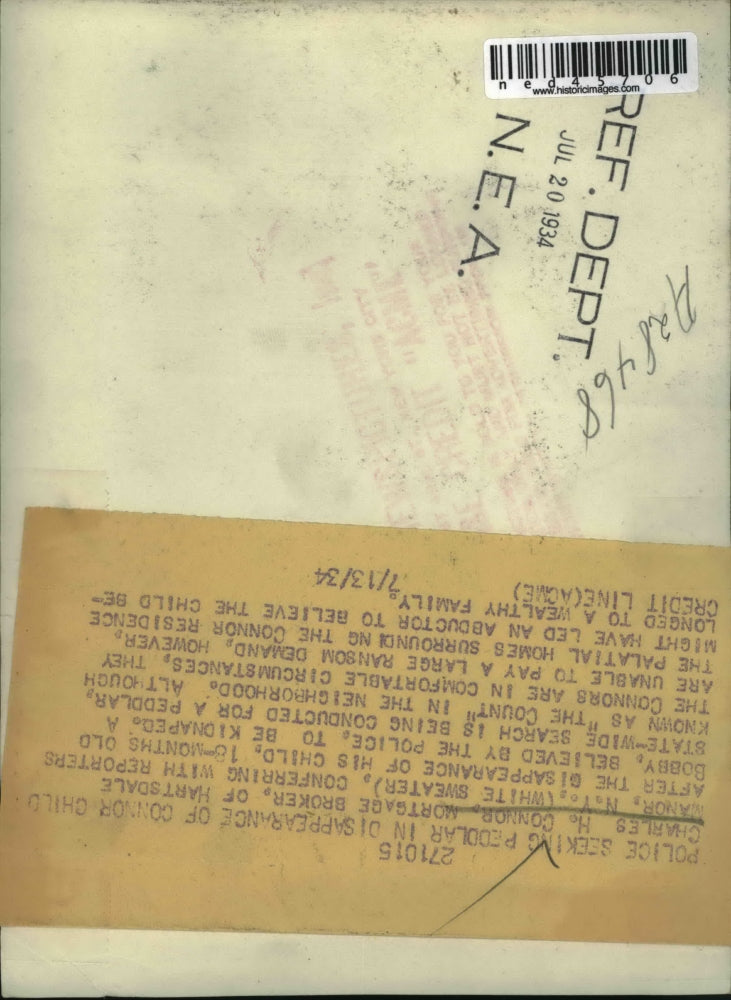 ned45706
www.historicimages.com
REF. DEPT.
JUL 20 1934
N. E. A.
A28468
271015
POLICE SEEKING PEDDLAR IN DISAPPEARANCE OF CONNOR CHILD
CHARLES H. CONNOR, MORTGAGE BROKER, OF HARTSDALE
MANOR, N.Y., (WHITE SWEATER), CONFERRING WITH REPORTERS
AFTER THE DISAPPEARANCE OF HIS CHILD, 18-MONTHS OLD
BOBBY, BELIEVED BY THE POLICE, TO BE KIDNAPED. A
STATE-WIDE SEARCH IS BEING CONDUCTED FOR A PEDDLAR,
KNOWN AS "THE COUNT" IN THE NEIGHBORHOOD. ALTHOUGH
THE CONNORS ARE IN COMFORTABLE CIRCUMSTANCES, THEY
ARE UNABLE TO PAY A LARGE RANSOM DEMAND, HOWEVER,
THE PALATIAL HOMES SURROUNDING THE CONNOR RESIDENCE
MIGHT HAVE LED AN ABDUCTOR TO BELIEVE THE CHILD BE-
LONGED TO A WEALTHY FAMILY.
CREDIT LINE(ACME) 7/13/34